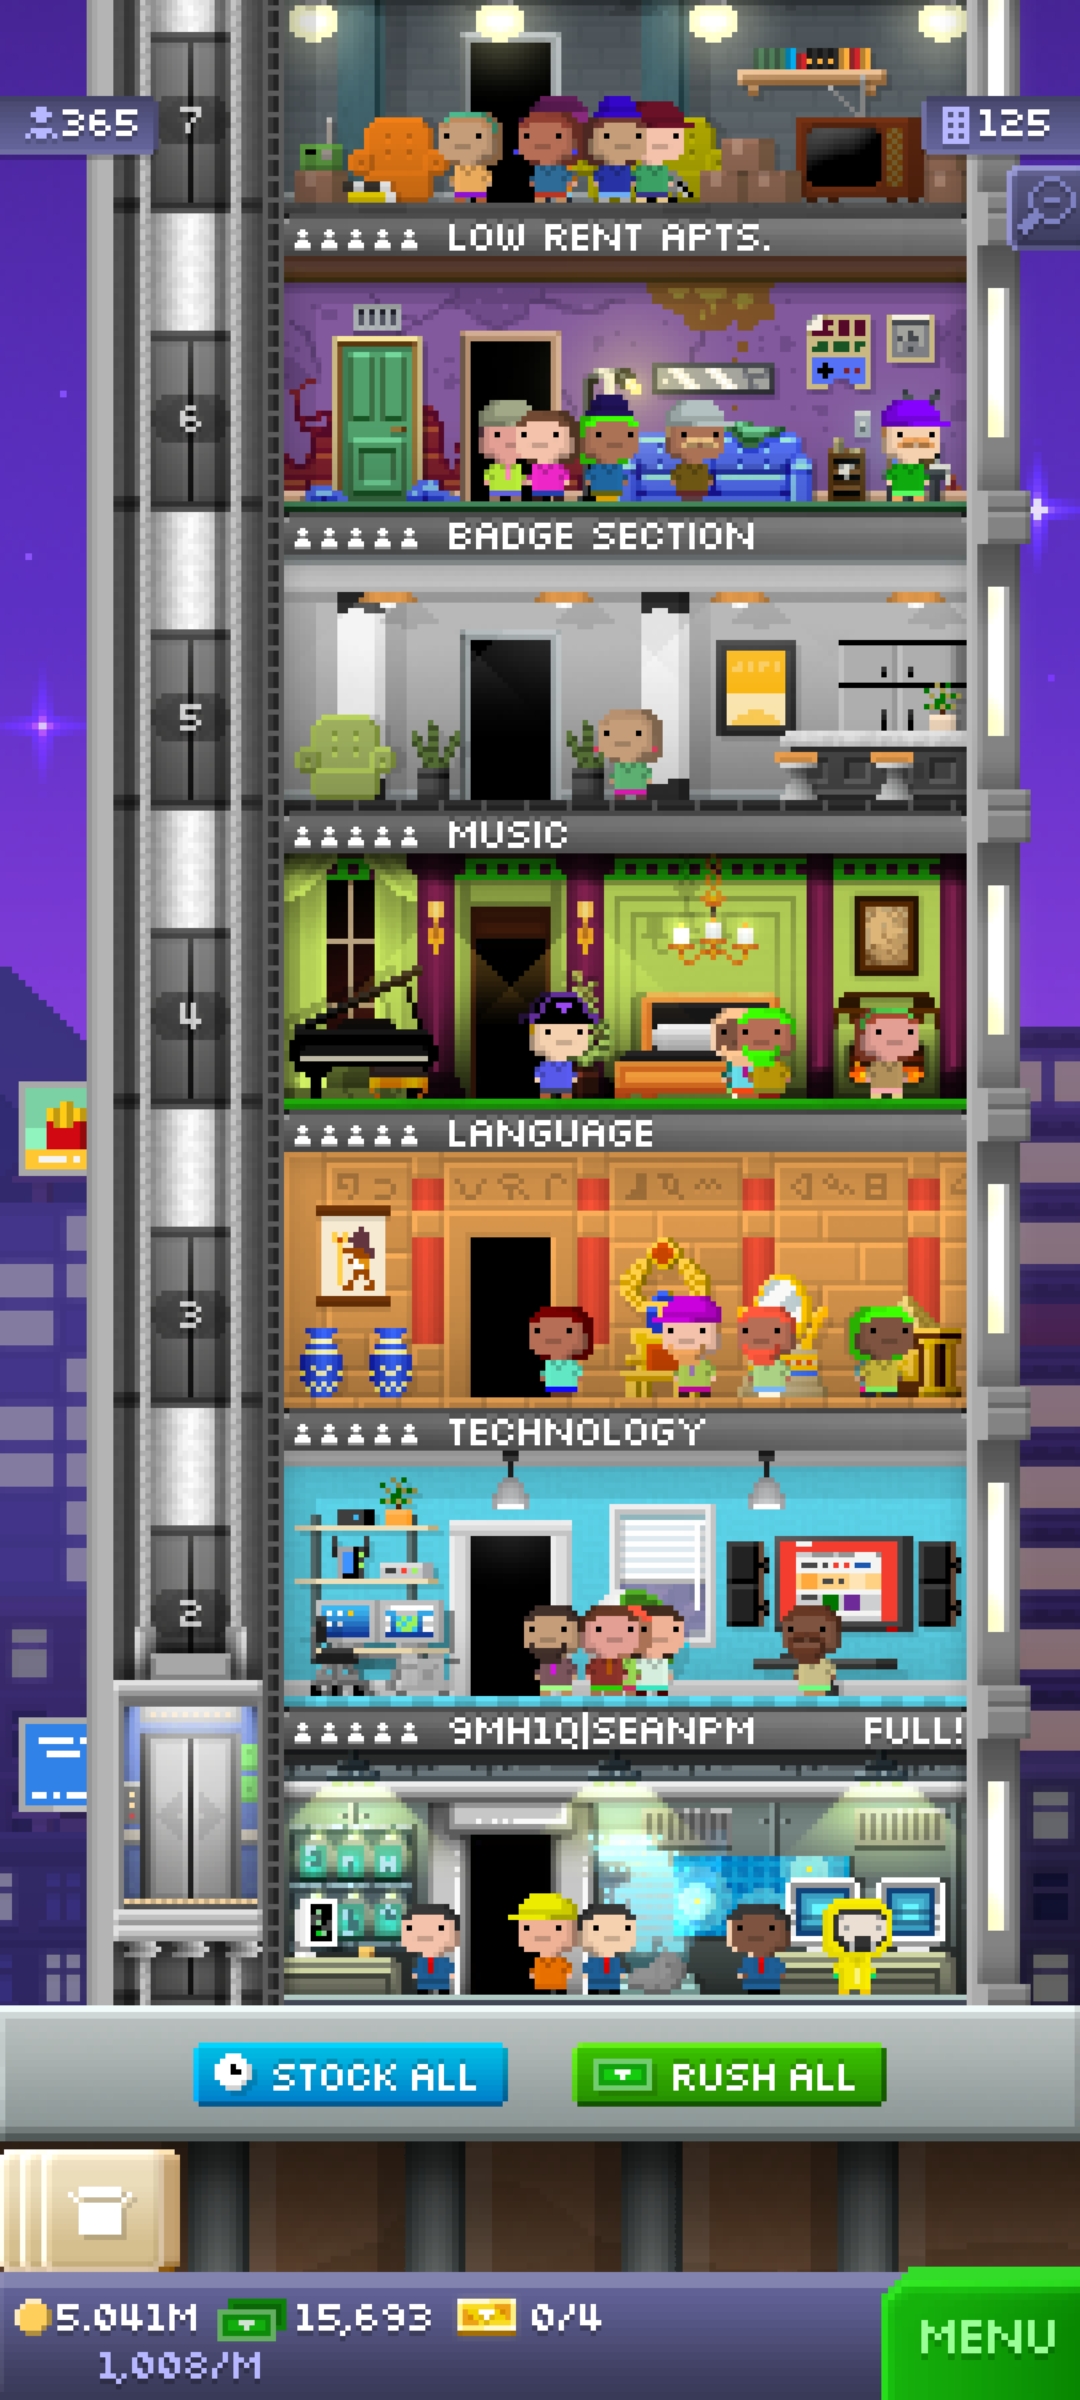 365
7
125
LOW RENT APTS.
6
BADGE SECTION
5
MUSIC
4
LANGUAGE
3
TECHNOLOGY
2
9MH1Q|SEANPM FULL!
STOCK ALL
RUSH ALL
5.041M 15,693 0/4
1,008/M
MENU